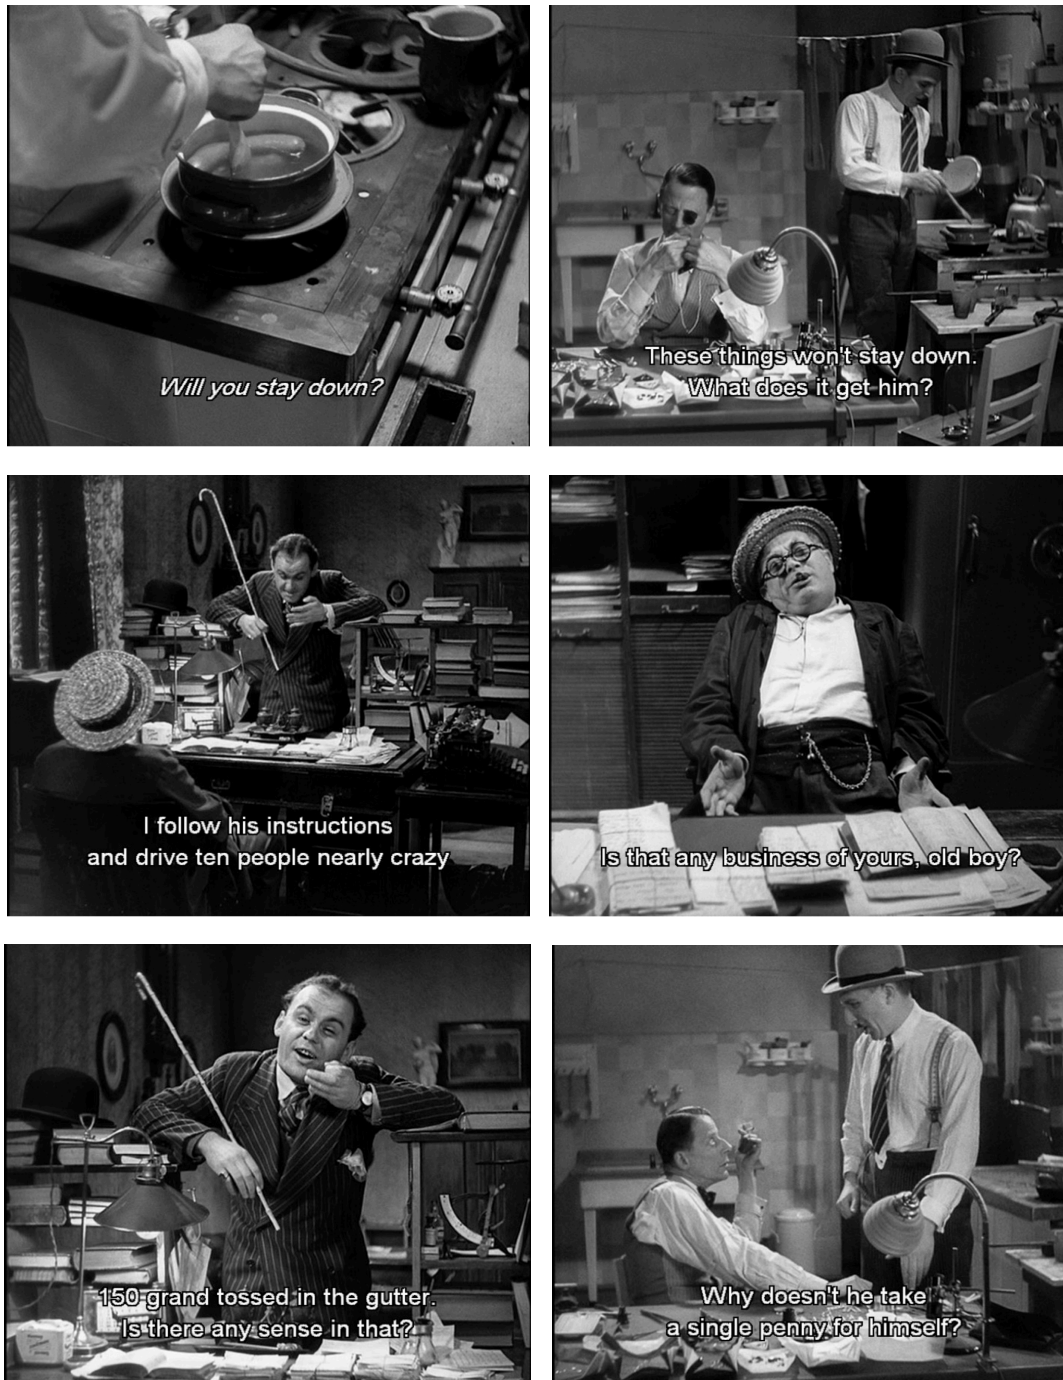 Will you stay down?
These things won't stay down.
What does it get him?
I follow his instructions
and drive ten people nearly crazy
Is that any business of yours, old boy?
150 grand tossed in the gutter.
Is there any sense in that?
Why doesn't he take
a single penny for himself?